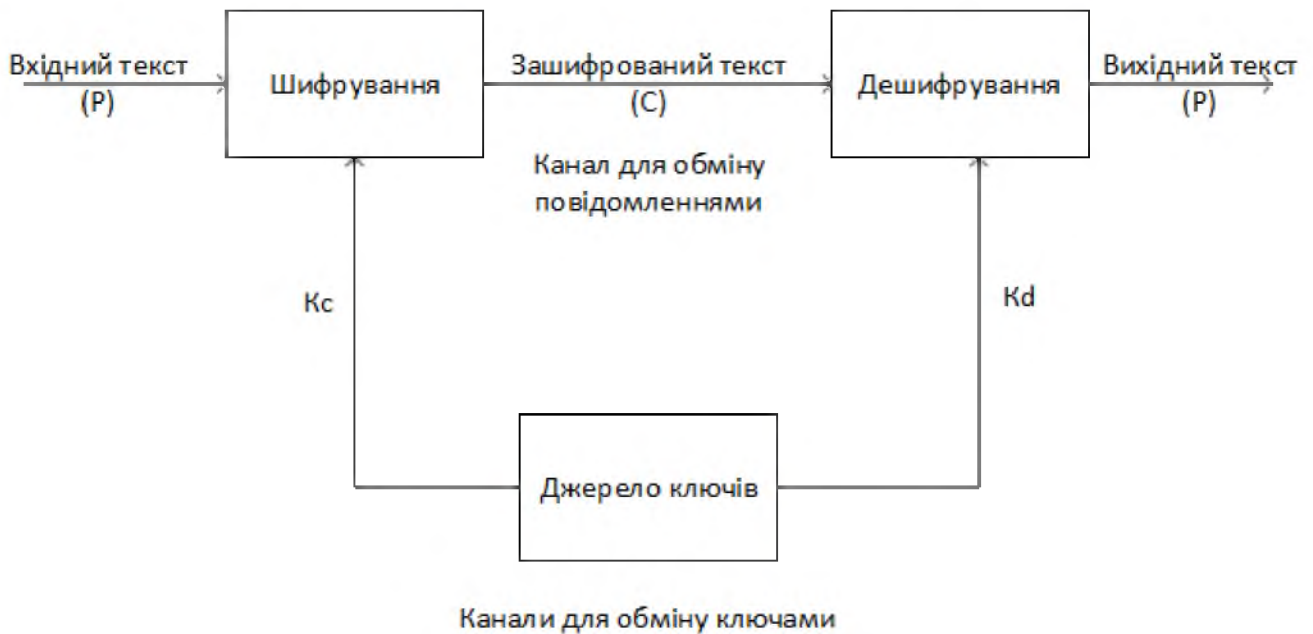 Вхідний текст
(P)
Шифрування
Зашифрований текст
(C)
Дешифрування
Вихідний текст
(P)
Канал для обміну
повідомленнями
Kc
Kd
Джерело ключів
Канали для обміну ключами